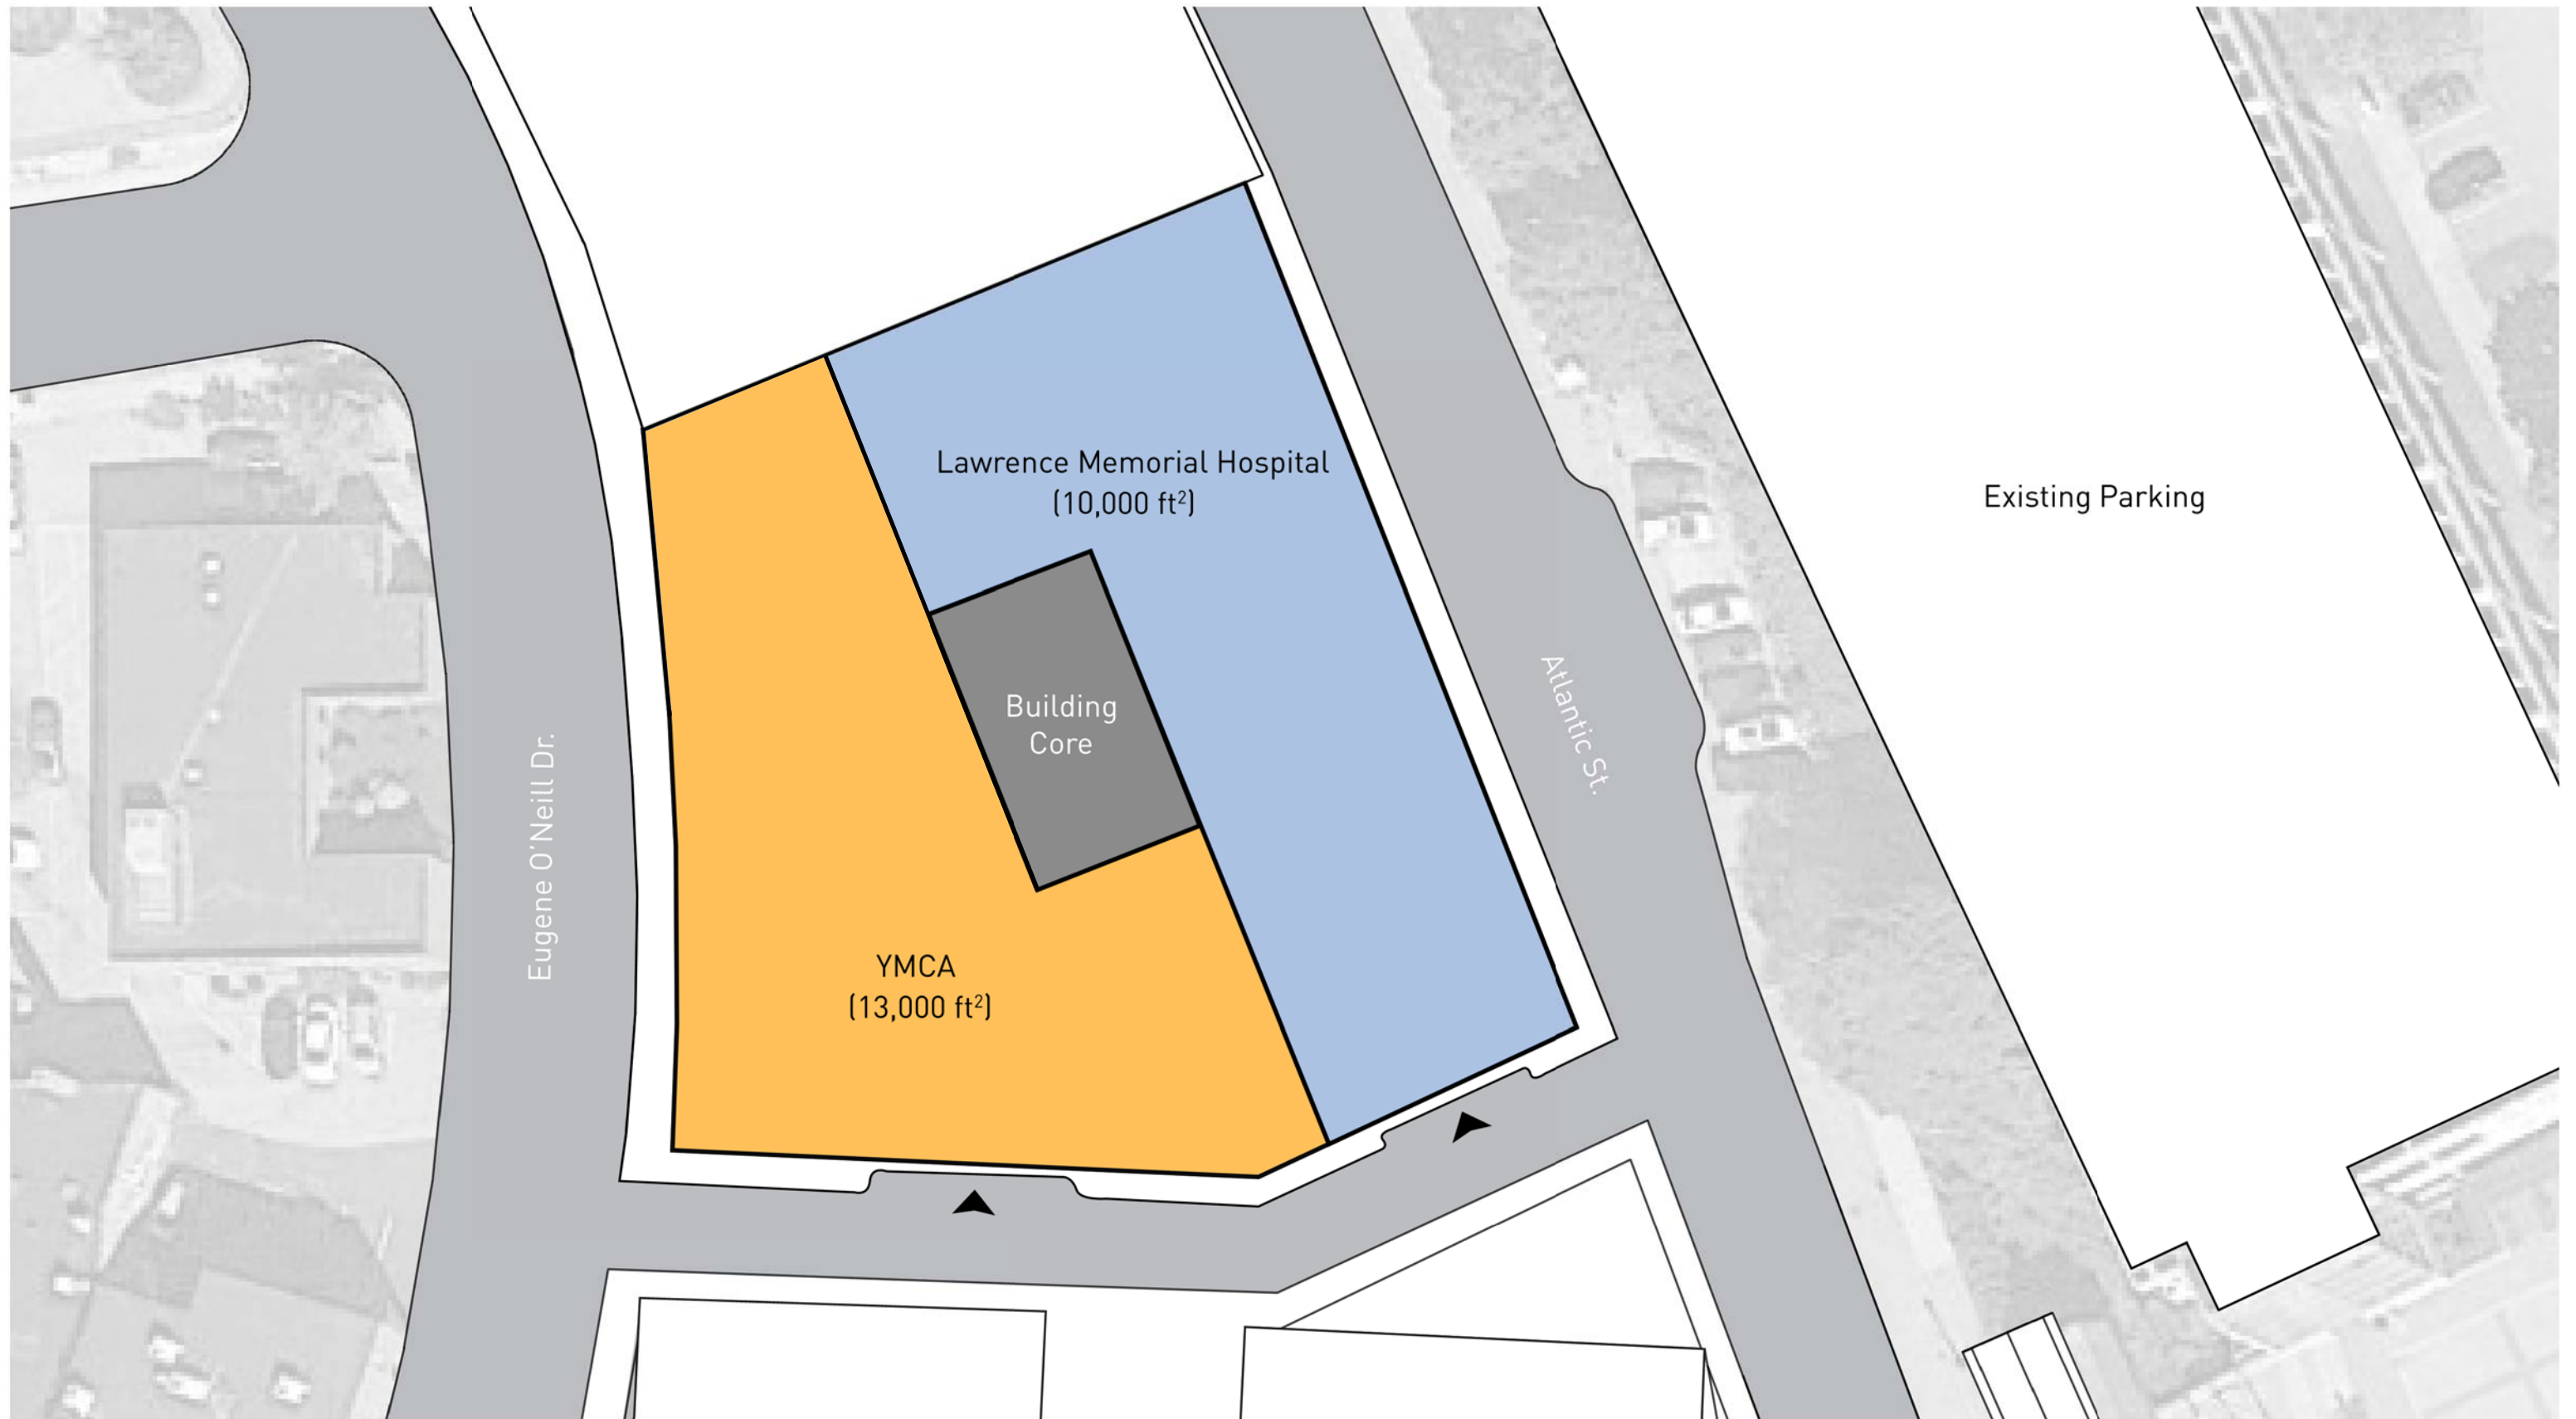 Lawrence Memorial Hospital
(10,000 ft²)
Existing Parking
Building
Core
Atlantic St.
Eugene O'Neill Dr.
YMCA
(13,000 ft²)